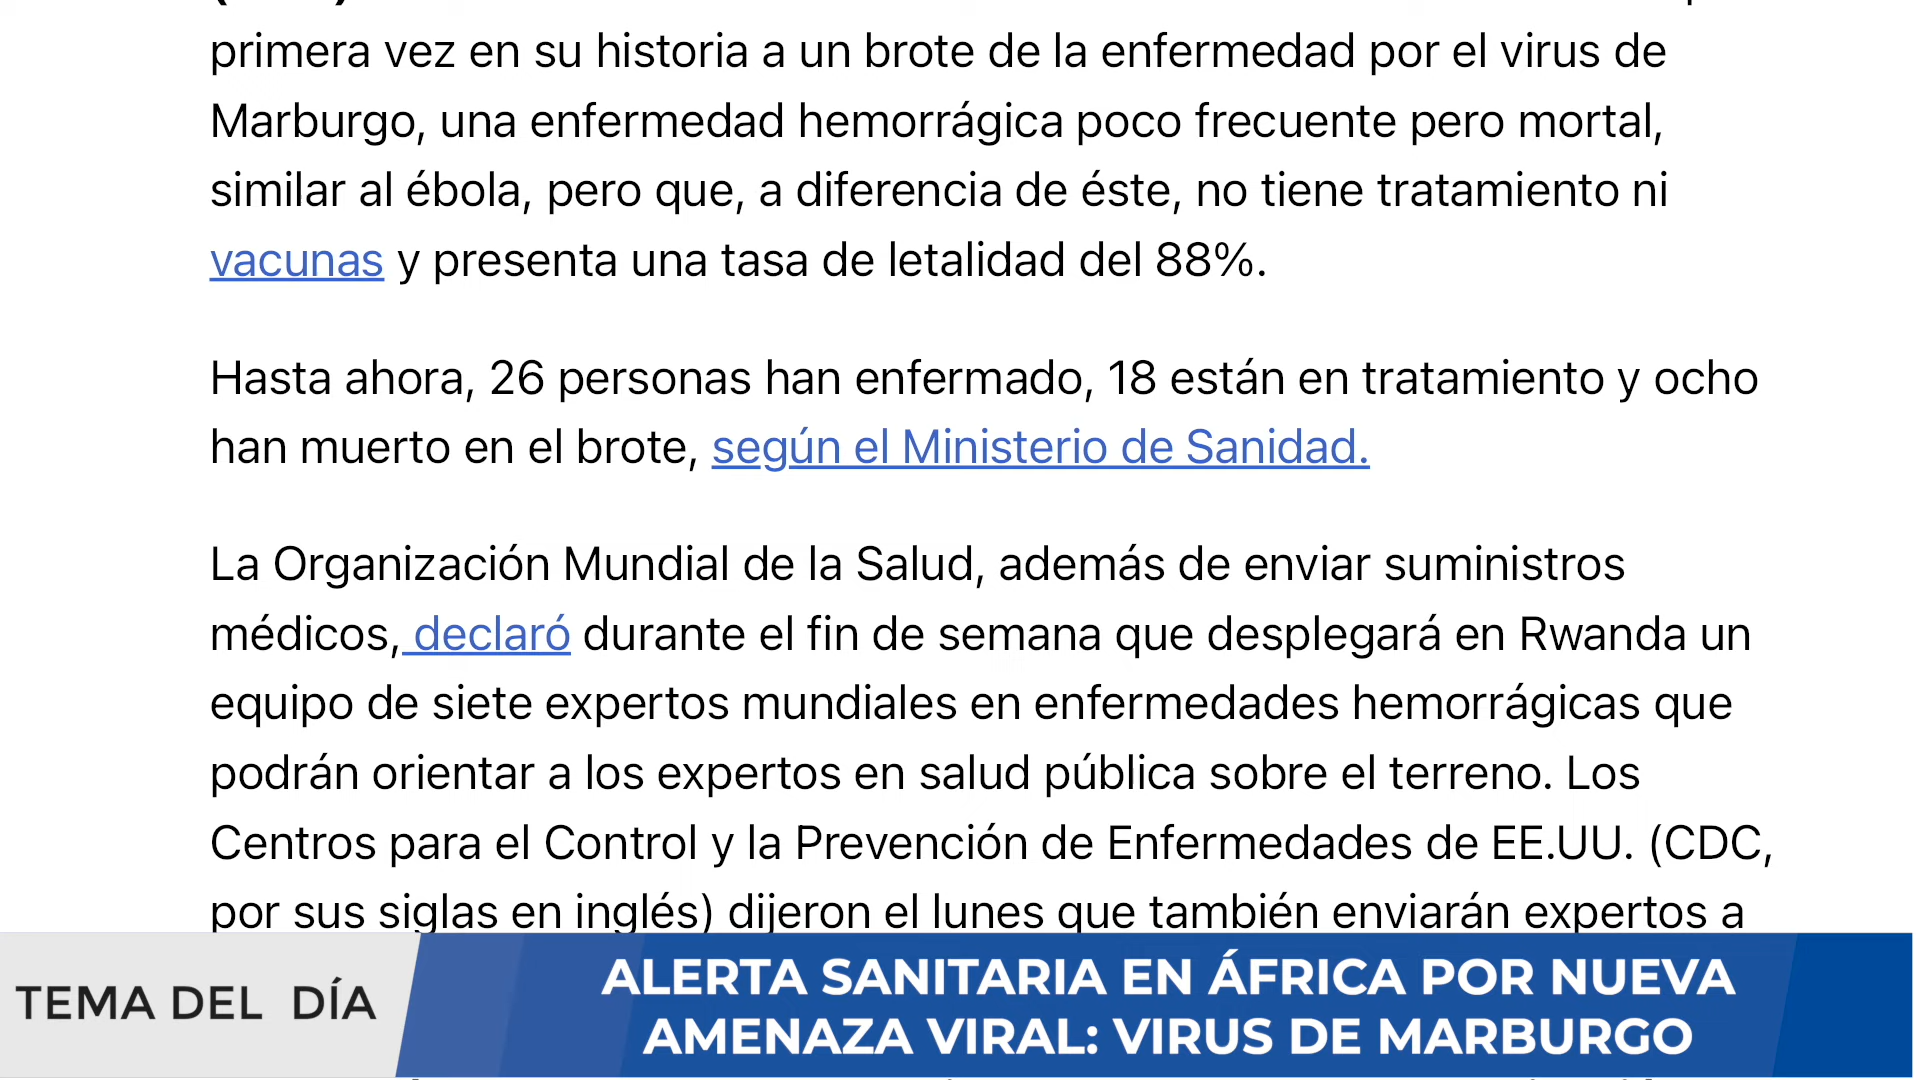 primera vez en su historia a un brote de la enfermedad por el virus de
Marburgo, una enfermedad hemorrágica poco frecuente pero mortal,
similar al ébola, pero que, a diferencia de éste, no tiene tratamiento ni
vacunas y presenta una tasa de letalidad del 88%.
Hasta ahora, 26 personas han enfermado, 18 están en tratamiento y ocho
han muerto en el brote, según el Ministerio de Sanidad.
La Organización Mundial de la Salud, además de enviar suministros
médicos, declaró durante el fin de semana que desplegará en Rwanda un
equipo de siete expertos mundiales en enfermedades hemorrágicas que
podrán orientar a los expertos en salud pública sobre el terreno. Los
Centros para el Control y la Prevención de Enfermedades de EE.UU. (CDC,
por sus siglas en inglés) dijeron el lunes que también enviarán expertos a
TEMA DEL DÍA
ALERTA SANITARIA EN ÁFRICA POR NUEVA
AMENAZA VIRAL: VIRUS DE MARBURGO